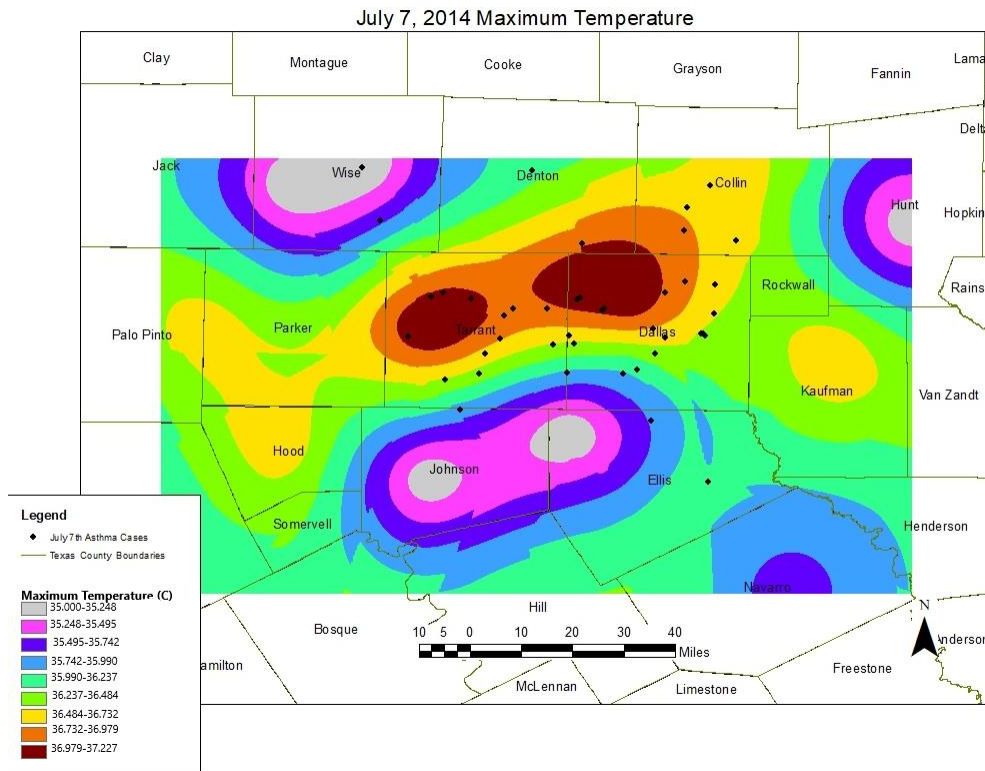 July 7, 2014 Maximum Temperature
Clay
Montague
Cooke
Grayson
Fannin
Lama
Delt
Jack
Wise
Denton
Collin
Hunt
Hopkin
Rockwall
Rains
Palo Pinto
Parker
Tarrant
Dallas
Kaufman
Van Zandt
Hood
Johnson
Ellis
Somervell
Henderson
Navarro
Hill
Bosque
N
Anderson
amilton
McLennan
Limestone
Freestone
10 5 0 10 20 30 40
Miles
Legend
July 7th Asthma Cases
Texas County Boundaries
Maximum Temperature (C)
35.000-35.248
35.248-35.495
35.495-35.742
35.742-35.990
35.990-36.237
36.237-36.484
36.484-36.732
36.732-36.979
36.979-37.227